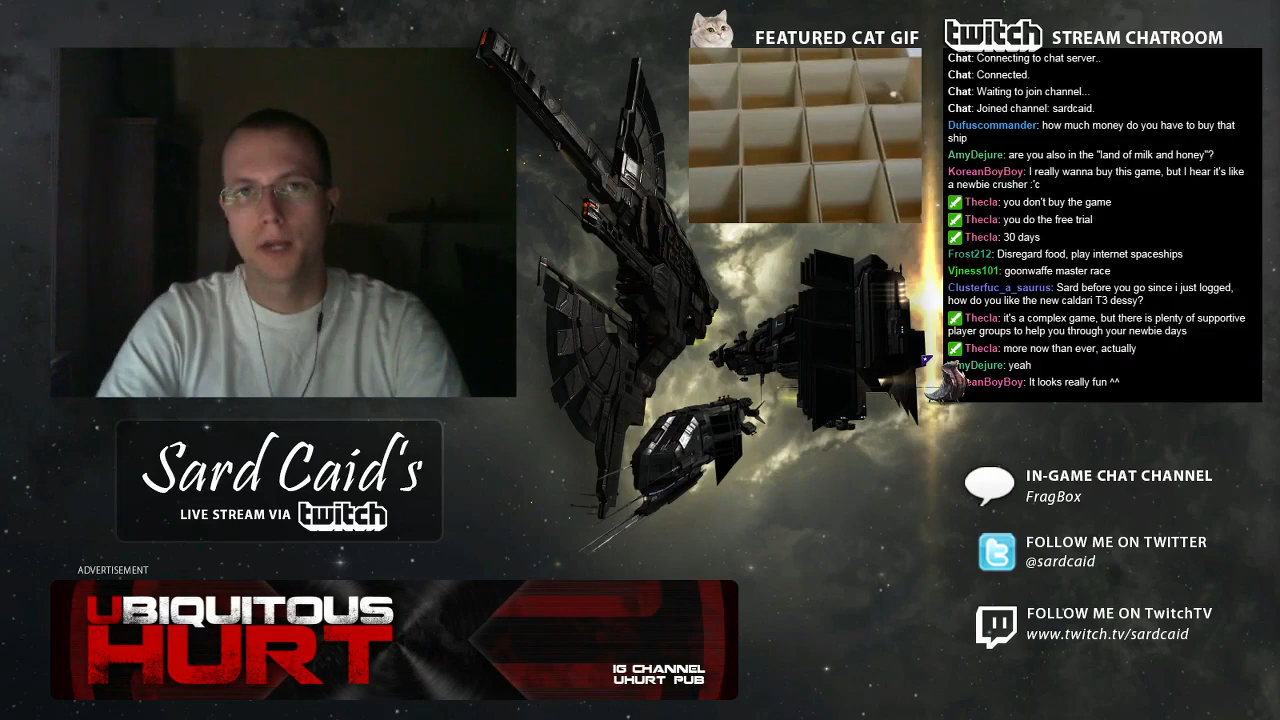 FEATURED CAT GIF
twitch STREAM CHATROOM
Chat: Connecting to chat server..
Chat: Connected.
Chat: Waiting to join channel...
Chat: Joined channel: sardcaid.
Dufuscommander: how much money do you have to buy that
ship
AmyDejure: are you also in the "land of milk and honey"?
KoreanBoyBoy: I really wanna buy this game, but I hear it's like
a newbie crusher :'c
Thecla: you don't buy the game
Thecla: you do the free trial
Thecla: 30 days
Frost212: Disregard food, play internet spaceships
Vjness101: goonwaffe master race
Clusterfuc_a_saurus: Sard before you go since i just logged,
how do you like the new caldari T3 dessy?
Thecla: it's a complex game, but there is plenty of supportive
player groups to help you through your newbie days
Thecla: more now than ever, actually
myDejure: yeah
eanBoyBoy: It looks really fun ^^
Sard Caid's
LIVE STREAM VIA twitch
IN-GAME CHAT CHANNEL
FragBox
FOLLOW ME ON TWITTER
@sardcaid
FOLLOW ME ON TwitchTV
www.twitch.tv/sardcaid
ADVERTISEMENT
UBIQUITOUS
HURT
IG CHANNEL
UHURT PUB